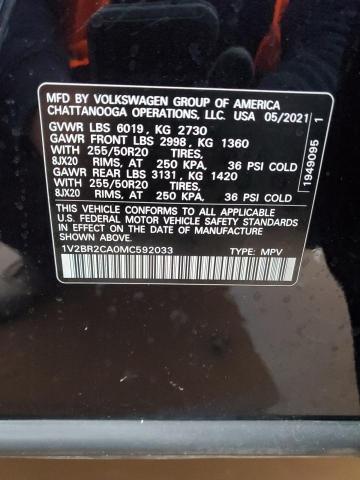 MFD BY VOLKSWAGEN GROUP OF AMERICA
CHATTANOOGA OPERATIONS, LLC. USA 05/2021
GVWR LBS 6019, KG 2730
GAWR FRONT LBS 2998, KG 1360
WITH 255/50R20 TIRES,
8JX20 RIMS, AT 250 KPA, 36 PSI COLD
GAWR REAR LBS 3131, KG 1420
WITH 255/50R20 TIRES,
8JX20 RIMS, AT 250 KPA, 36 PSI COLD
THIS VEHICLE CONFORMS TO ALL APPLICABLE
U.S. FEDERAL MOTOR VEHICLE SAFETY STANDARDS
IN EFFECT ON THE DATE OF MANUFACTURE
SHOWN ABOVE.
1V2BR2CA0MC592033 TYPE: MPV
1949095 1